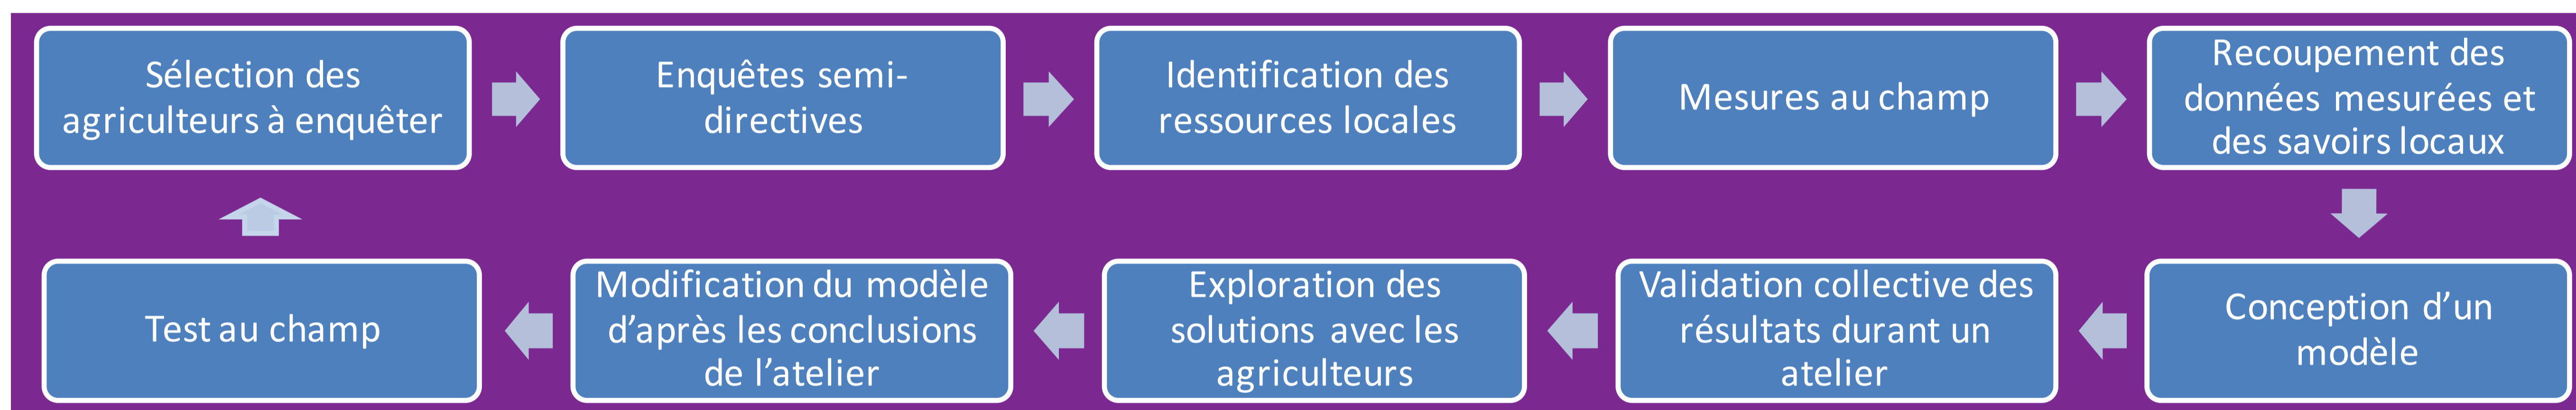 Sélection des
agriculteurs à enquêter
Enquêtes semi-
directives
Identification des
ressources locales
Mesures au champ
Recoupement des
données mesurées et
des savoirs locaux
Conception d’un
modèle
Validation collective des
résultats durant un
atelier
Exploration des
solutions avec les
agriculteurs
Modification du modèle
d’après les conclusions
de l’atelier
Test au champ